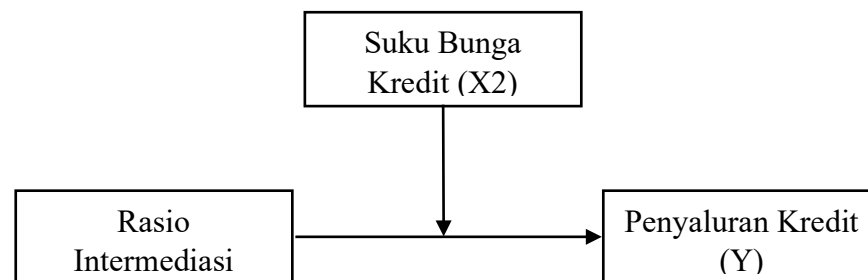 Suku Bunga
Kredit (X2)
Rasio
Intermediasi
Penyaluran Kredit
(Y)